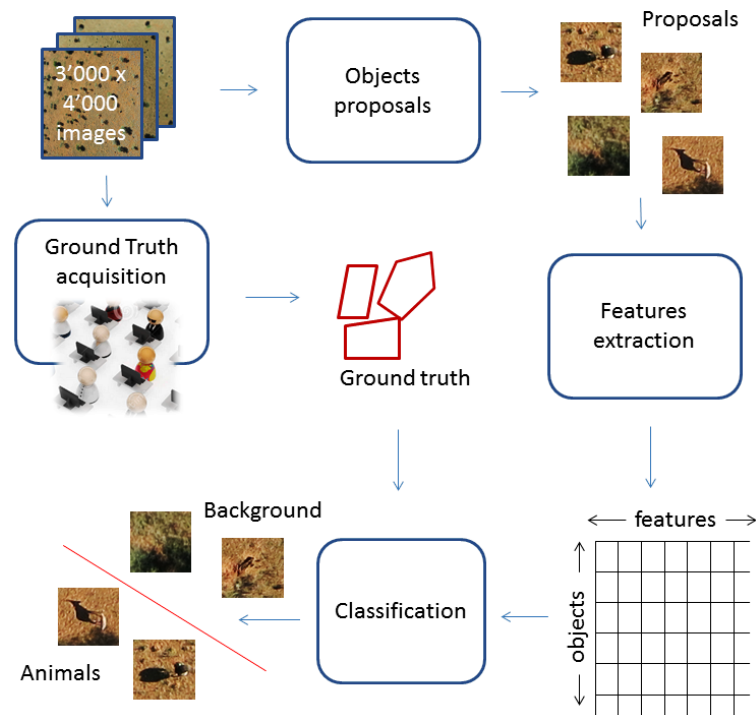 3’000 x
4’000
images
Objects
proposals
Proposals
Ground Truth
acquisition
Ground truth
Features
extraction
Background
Animals
Classification
features
objects